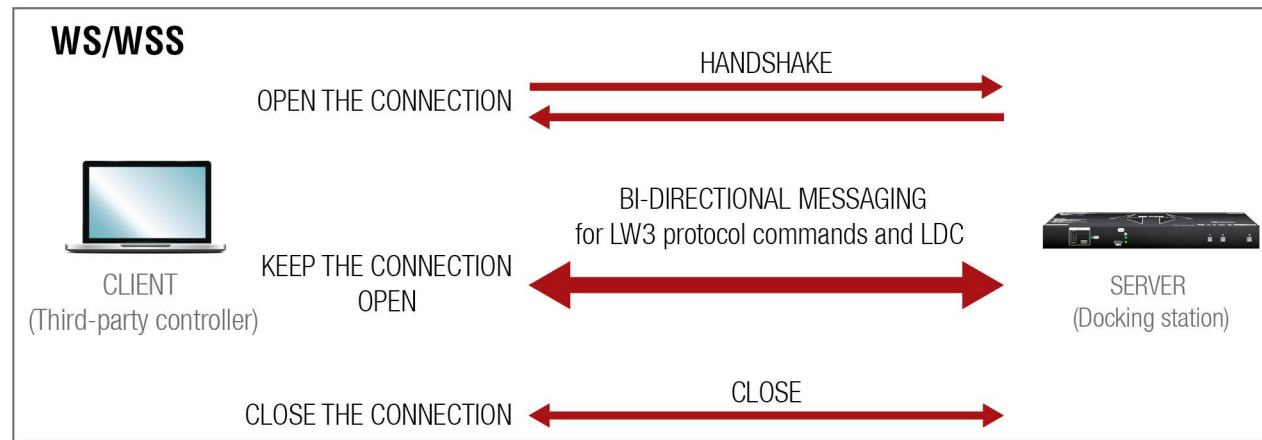 WS/WSS
HANDSHAKE
OPEN THE CONNECTION
BI-DIRECTIONAL MESSAGING
for LW3 protocol commands and LDC
KEEP THE CONNECTION
OPEN
CLIENT
(Third-party controller)
SERVER
(Docking station)
CLOSE
CLOSE THE CONNECTION